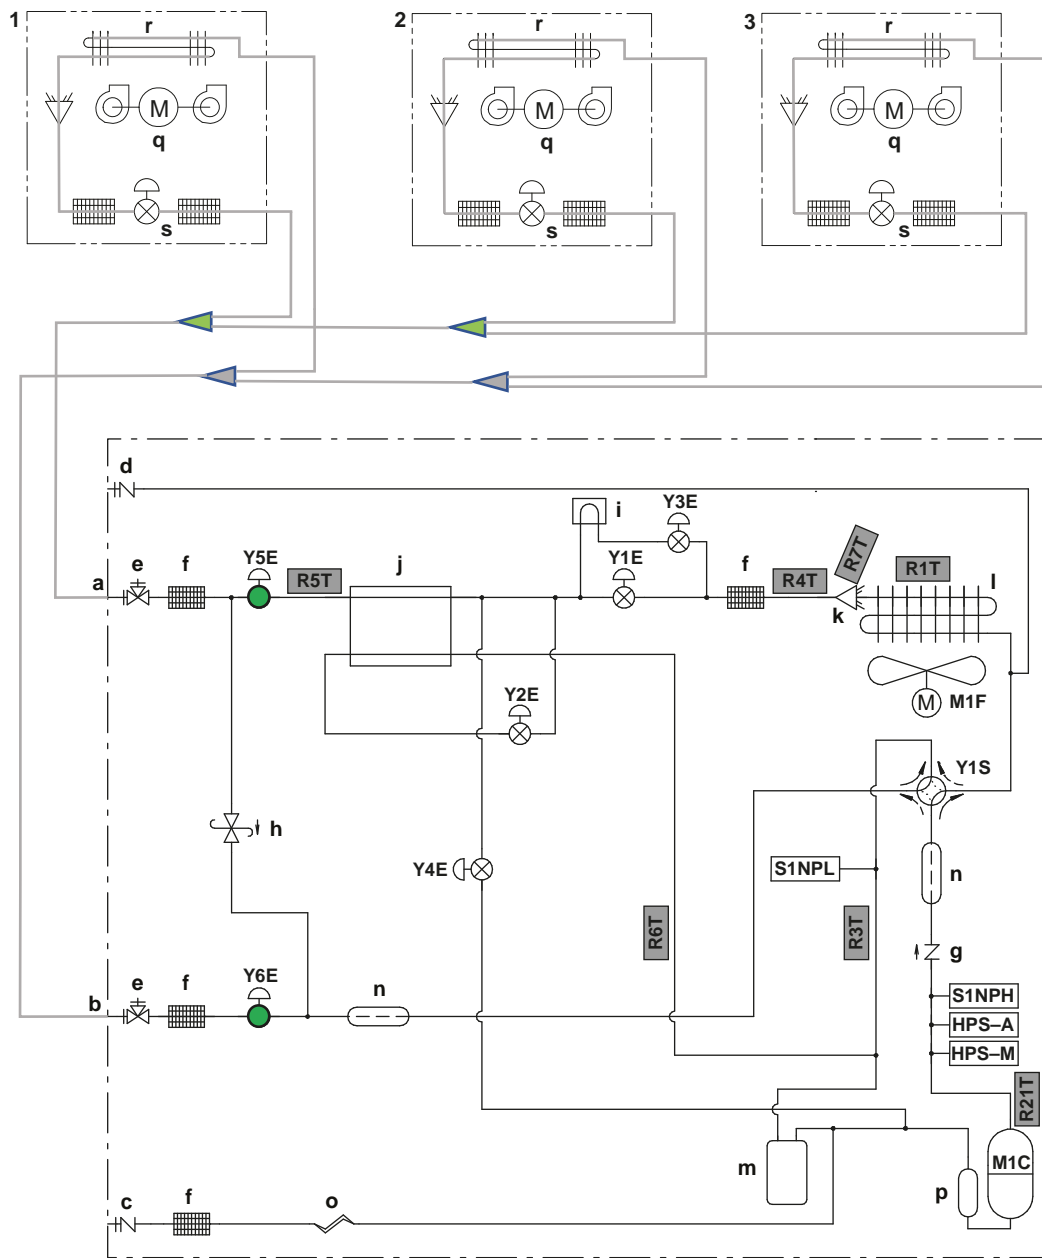 1 r 2 r 3 r
M M M
q q q
s s s
d
Y3E
i
e f Y5E R5T j Y1E f R4T R7T R1T l
a k
Y2E M M1F
Y1S
h
Y4E S1NPL n
R6T R3T
g
e f Y6E n S1NPH
b HPS–A
HPS–M
R21T
m M1C
c f o p